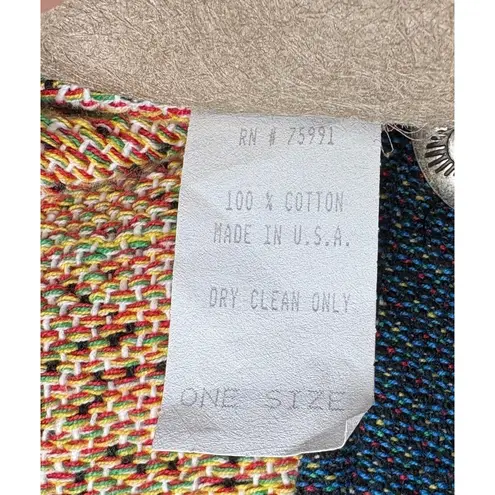 RN # 75991
100 % COTTON
MADE IN U.S.A.
DRY CLEAN ONLY
ONE SIZE